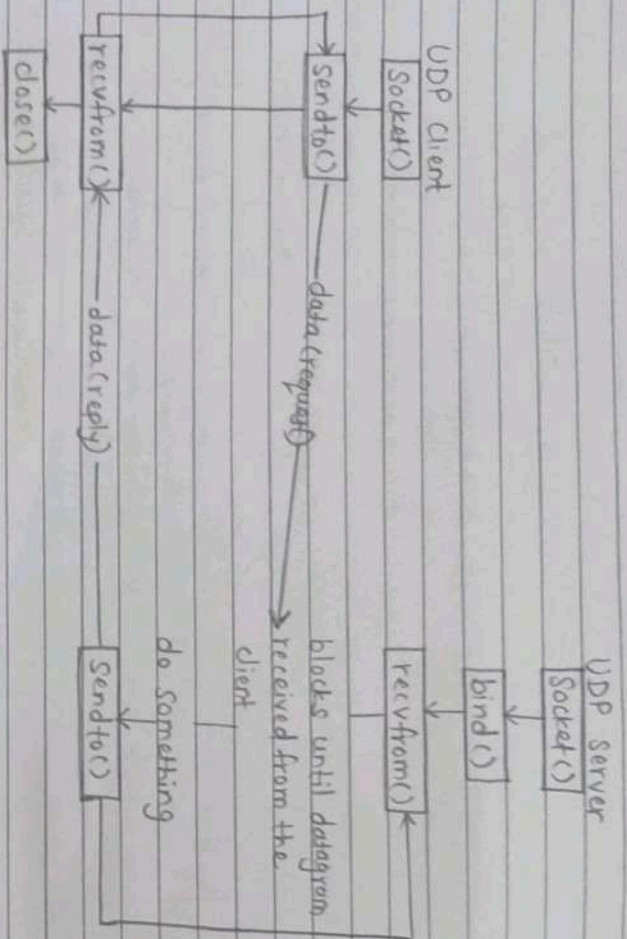 UDP Server
Socket()
bind()
UDP Client
Socket()
recvfrom()
sendto()
data(request)
blocks until datagram
received from the
client
do something
recvfrom()
data(reply)
sendto()
close()